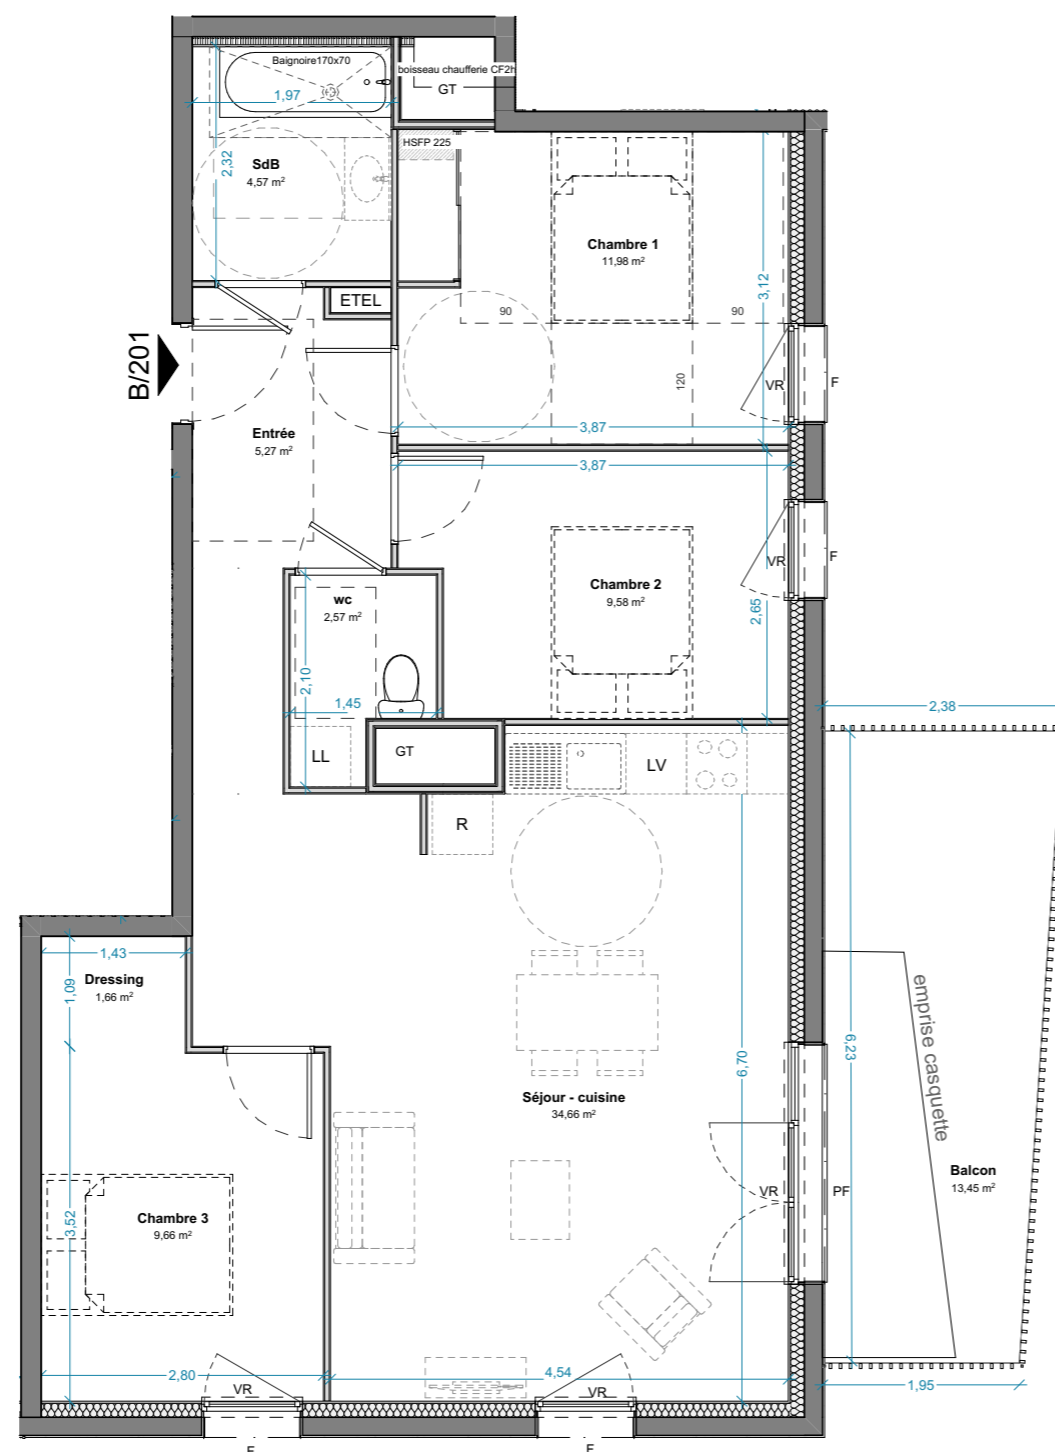 Baignoire170x70
boisseau chaufferie CF2h
GT
1,97
HSFP 225
2,32
SdB
4,57 m²
Chambre 1
11,98 m²
3,12
ETEL
90
90
B/201
120
VR
F
Entrée
5,27 m²
3,87
3,87
VR
F
Chambre 2
9,58 m²
wc
2,57 m²
2,65
2,10
1,45
2,38
LL
GT
LV
R
1,43
Dressing
1,66 m²
1,09
emprise casquette
6,23
6,70
Séjour - cuisine
34,66 m²
Balcon
13,45 m²
VR
PF
Chambre 3
9,66 m²
3,52
2,80
4,54
VR
VR
1,95
F
F